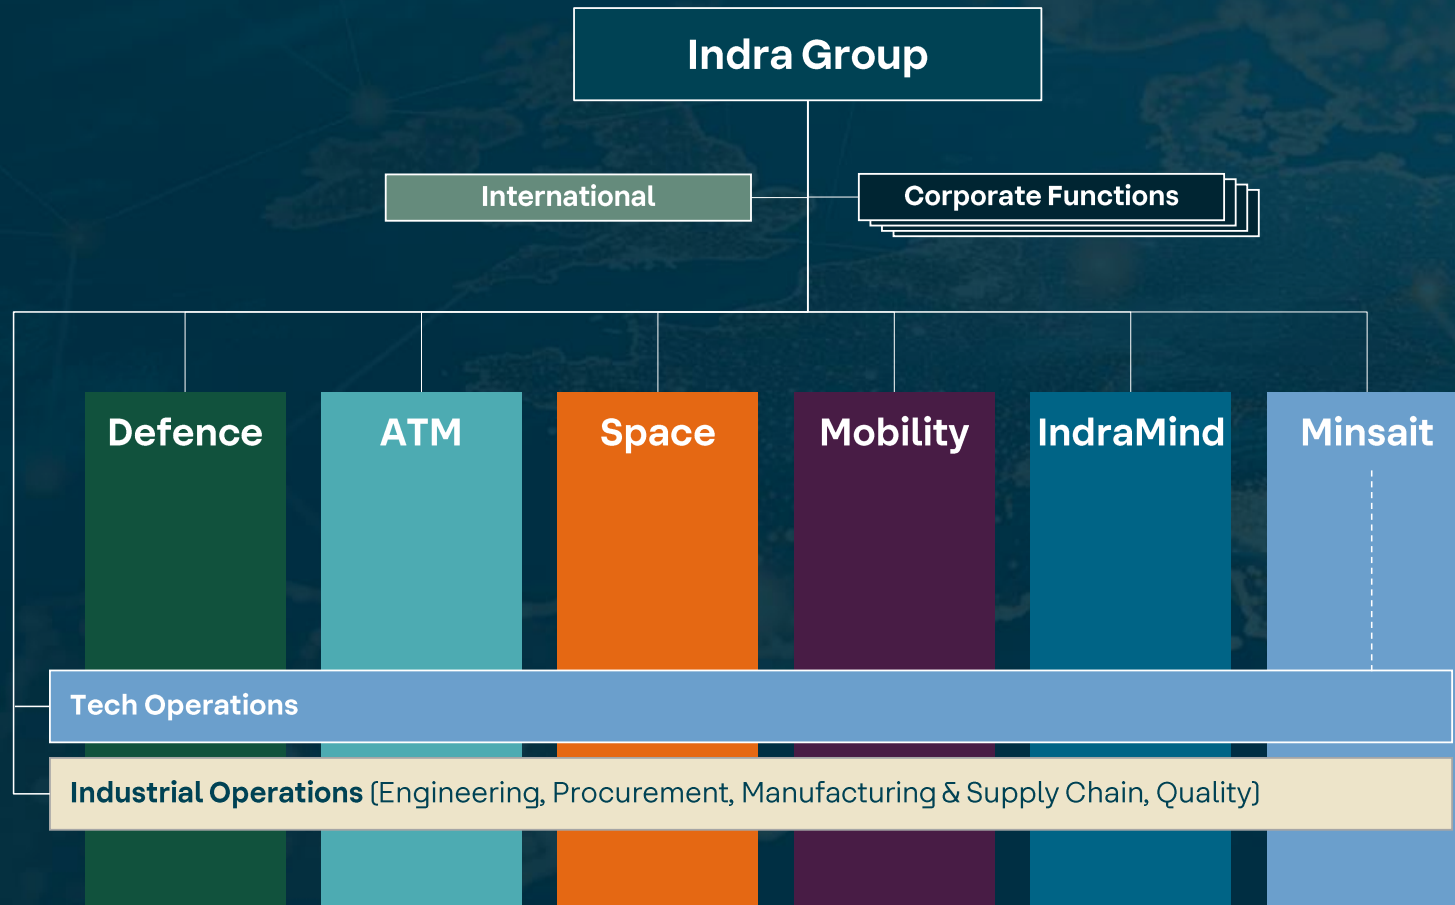 Indra Group
International
Corporate Functions
Defence
ATM
Space
Mobility
IndraMind
Minsait
Tech Operations
Industrial Operations (Engineering, Procurement, Manufacturing & Supply Chain, Quality)